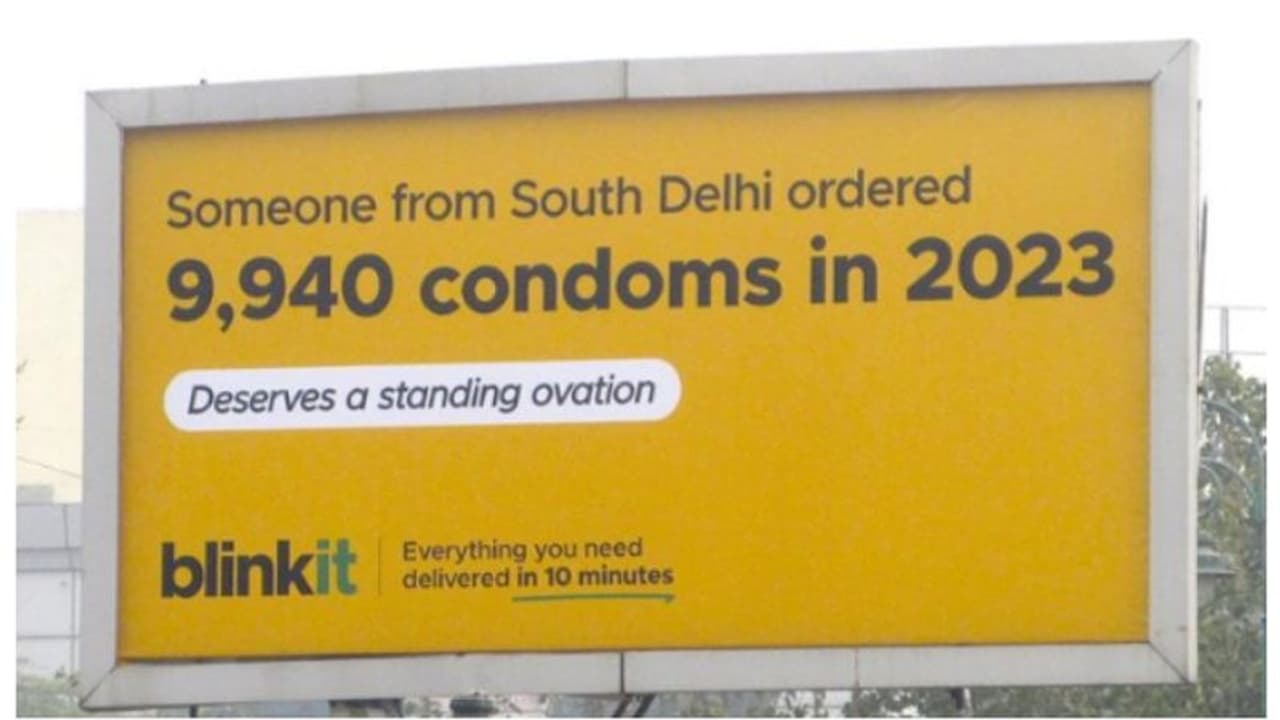 Someone from South Delhi ordered
9,940 condoms in 2023
Deserves a standing ovation
blinkit
Everything you need
delivered in 10 minutes